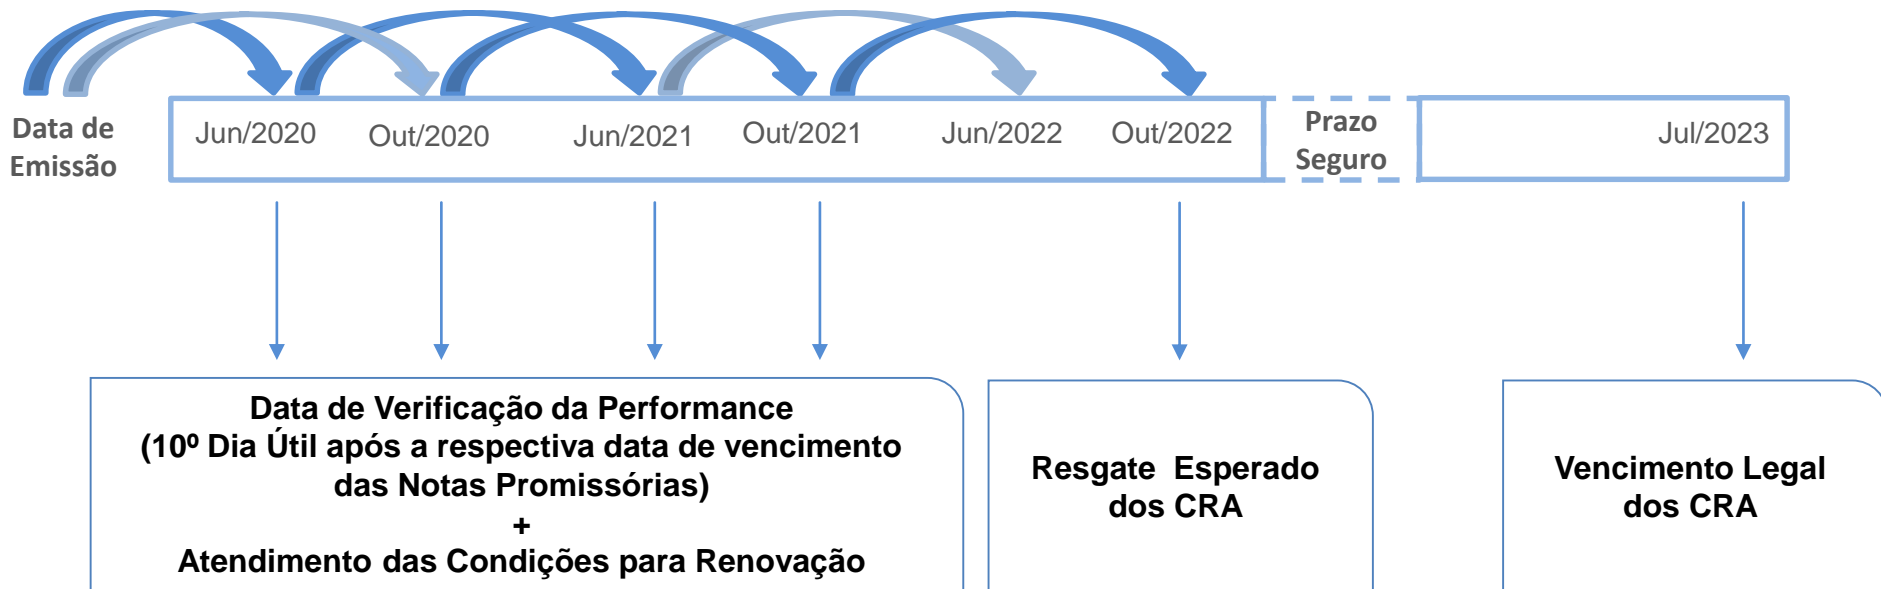 Data de
Emissão
Jun/2020
Out/2020
Jun/2021
Out/2021
Jun/2022
Out/2022
Prazo
Seguro
Jul/2023
Data de Verificação da Performance
(10º Dia Útil após a respectiva data de vencimento
das Notas Promissórias)
+
Atendimento das Condições para Renovação
Resgate Esperado
dos CRA
Vencimento Legal
dos CRA